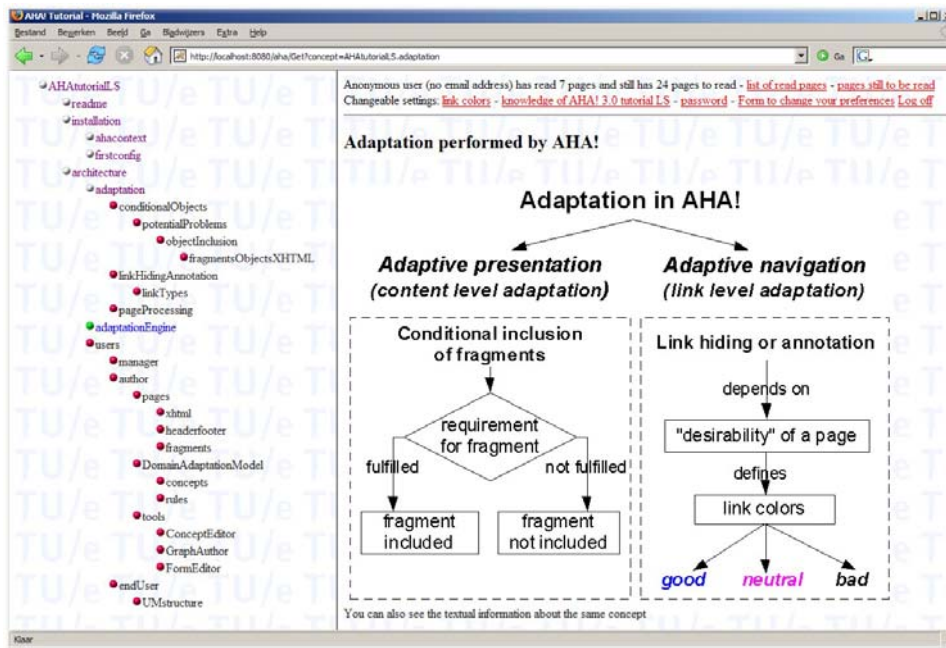 AHA! Tutorial - Mozilla Firefox
Bestand Bewerken Beeld Ga Bladwijzers Extra Help
http://localhost:8080/aha/Get?concept=AHAtutorialLS.adaptation
Ga
AHAtutorialLS
readme
installation
ahacontext
firstconfig
architecture
adaptation
conditionalObjects
potentialProblems
objectInclusion
fragmentsObjectsXHTML
linkHidingAnnotation
linkTypes
pageProcessing
adaptationEngine
users
manager
author
pages
xhtml
headerfooter
fragments
DomainAdaptationModel
concepts
rules
tools
ConceptEditor
GraphAuthor
FormEditor
endUser
UMstructure
Anonymous user (no email address) has read 7 pages and still has 24 pages to read - list of read pages - pages still to be read
Changeable settings: link colors - knowledge of AHA! 3.0 tutorial LS - password - Form to change your preferences Log off
Adaptation performed by AHA!
Adaptation in AHA!
Adaptive presentation
(content level adaptation)
Adaptive navigation
(link level adaptation)
Conditional inclusion
of fragments
requirement
for fragment
fulfilled
not fulfilled
fragment
included
fragment
not included
Link hiding or annotation
depends on
"desirability" of a page
defines
link colors
good neutral bad
You can also see the textual information about the same concept
Klaar